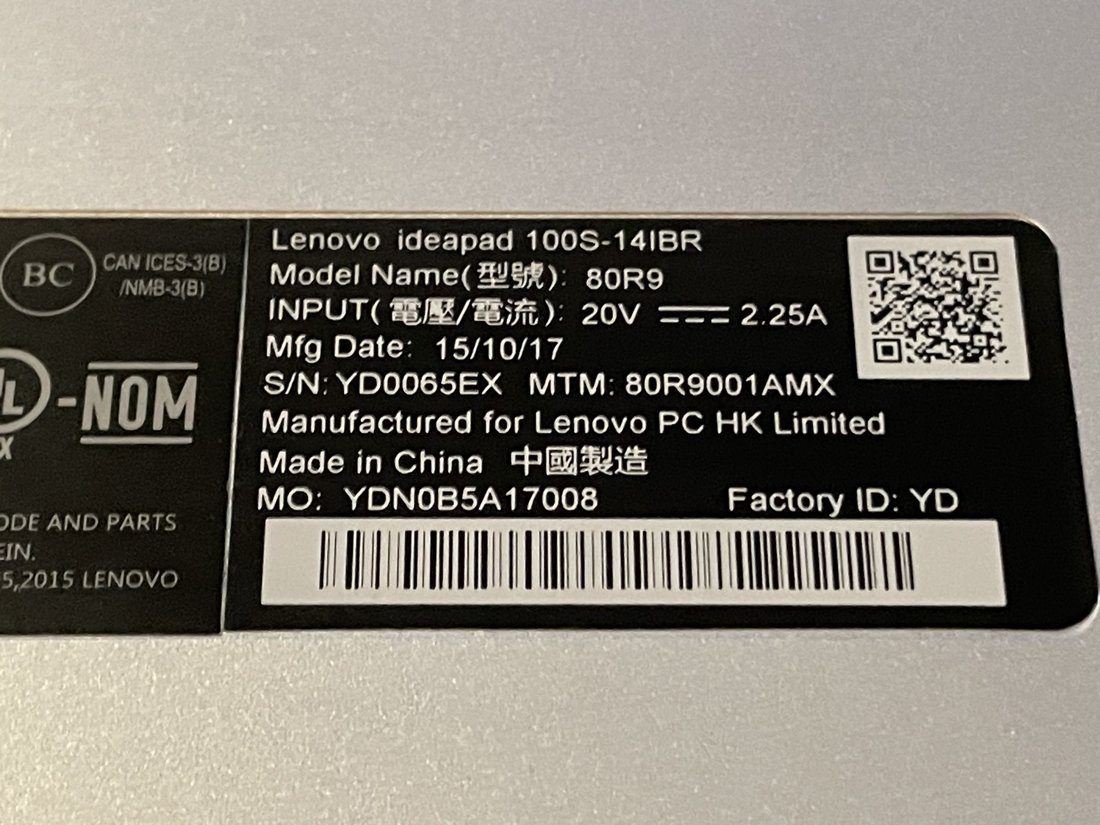 BC
CAN ICES-3(B)
/NMB-3(B)
-NOM
AND PARTS
5,2015 LENOVO
Lenovo ideapad 100S-14IBR
Model Name(型號): 80R9
INPUT(電壓/電流): 20V 2.25A
Mfg Date: 15/10/17
S/N: YD0065EX MTM: 80R9001AMX
Manufactured for Lenovo PC HK Limited
Made in China 中國製造
MO: YDN0B5A17008 Factory ID: YD